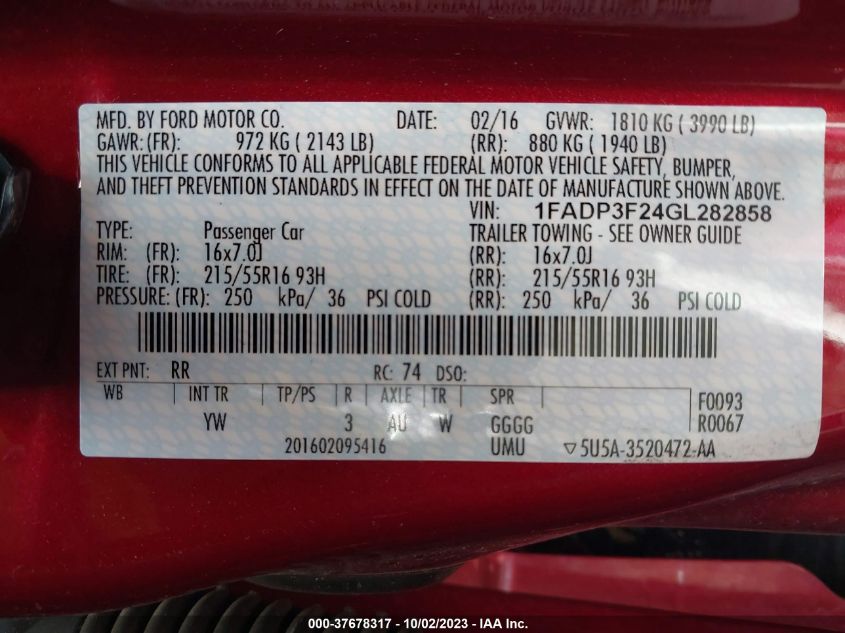 MFD. BY FORD MOTOR CO. DATE: 02/16 GVWR: 1810 KG ( 3990 LB)
GAWR: (FR): 972 KG ( 2143 LB) (RR): 880 KG ( 1940 LB)
THIS VEHICLE CONFORMS TO ALL APPLICABLE FEDERAL MOTOR VEHICLE SAFETY, BUMPER,
AND THEFT PREVENTION STANDARDS IN EFFECT ON THE DATE OF MANUFACTURE SHOWN ABOVE.
VIN: 1FADP3F24GL282858
TYPE: Passenger Car TRAILER TOWING - SEE OWNER GUIDE
RIM: (FR): 16x7.0J (RR): 16x7.0J
TIRE: (FR): 215/55R16 93H (RR): 215/55R16 93H
PRESSURE: (FR): 250 kPa/ 36 PSI COLD (RR): 250 kPa/ 36 PSI COLD
EXT PNT: RR RC: 74 DSO:
WB INT TR TP/PS R AXLE TR SPR F0093
YW 3 AU W GGGG R0067
201602095416 UMU ▽5U5A-3520472-AA
000-37678317 - 10/02/2023 - IAA Inc.